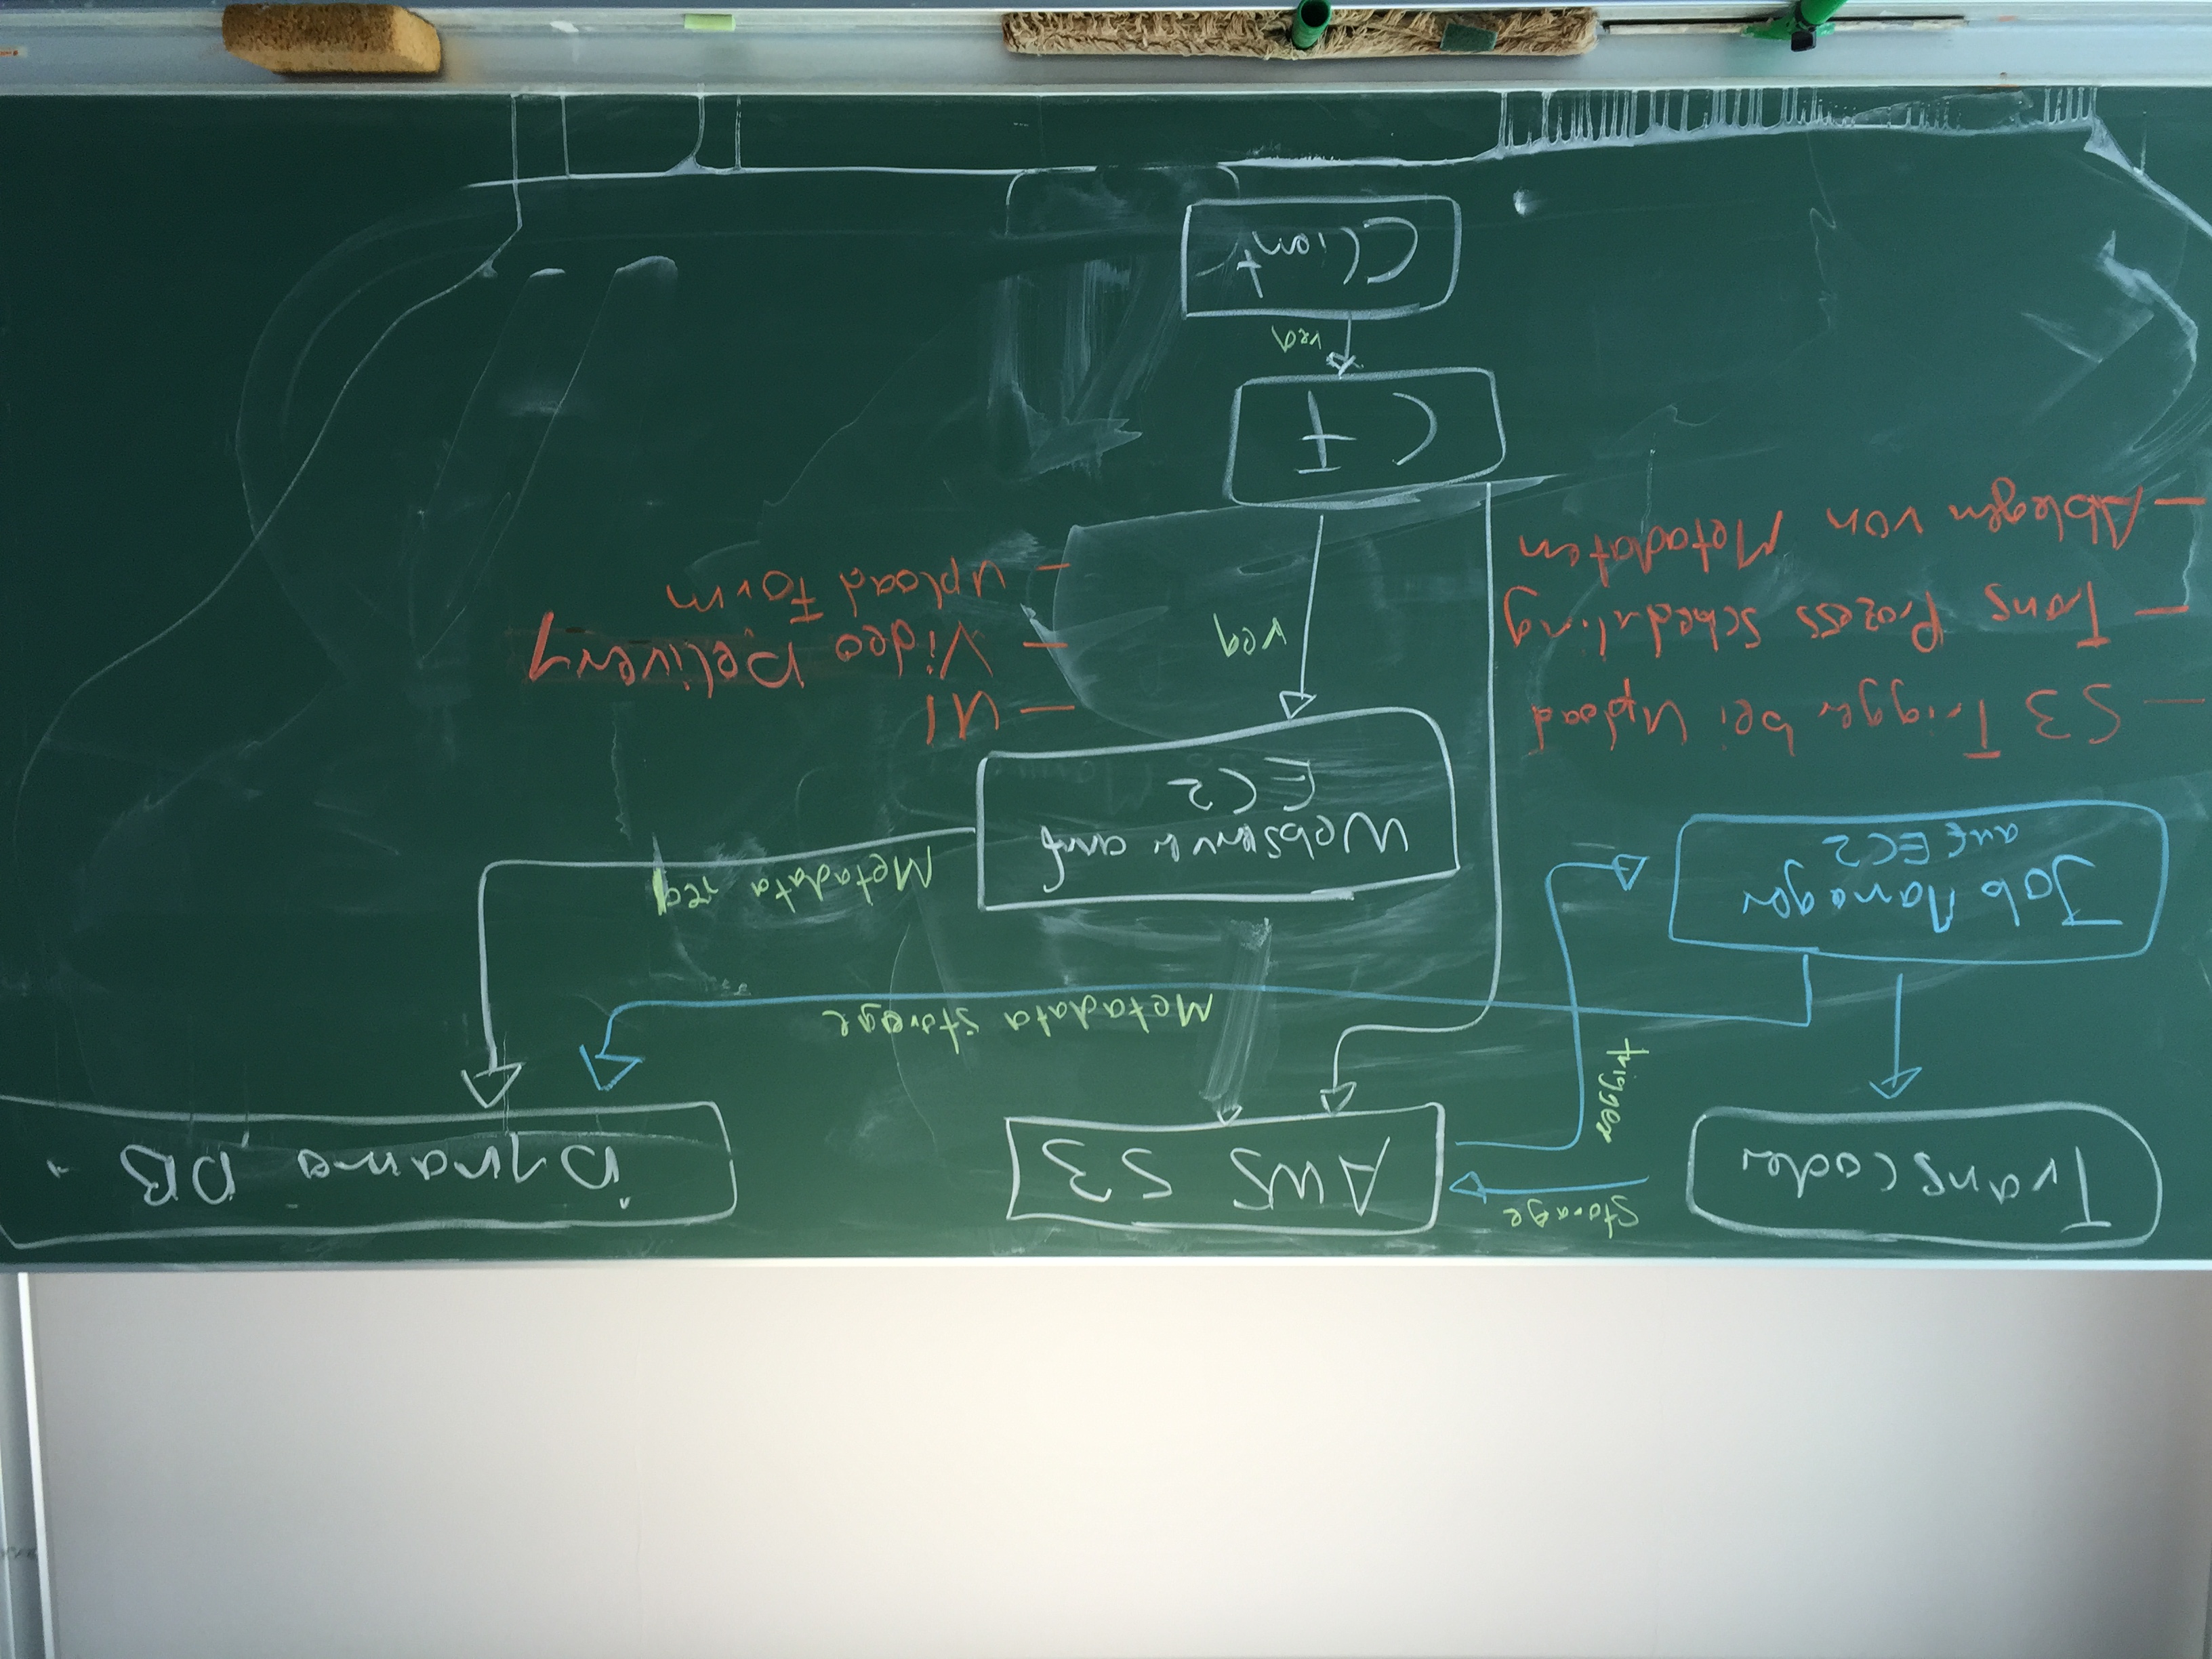 Transcoder
storage
AWS S3
Dynamo DB
trigger
Metadata storage
Job Manager
auf EC2
Webserver auf
EC2
Metadata req
- S3 Trigger bei Upload
- Trans Prozess Scheduling
- Ablegen von Metadaten
- UI
- Video Delivery
- Upload Form
req
CF
req
Client